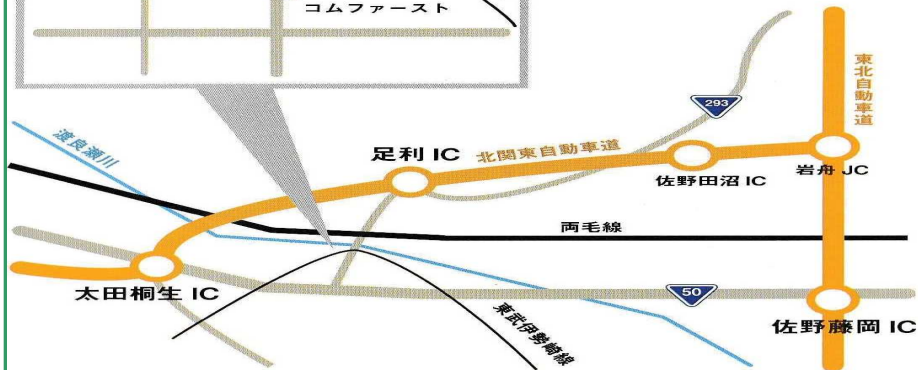 コムファースト
293
東北自動車道
渡良瀬川
足利 IC
北関東自動車道
佐野田沼 IC
岩舟 JC
両毛線
太田桐生 IC
50
東武伊勢崎線
佐野藤岡 IC